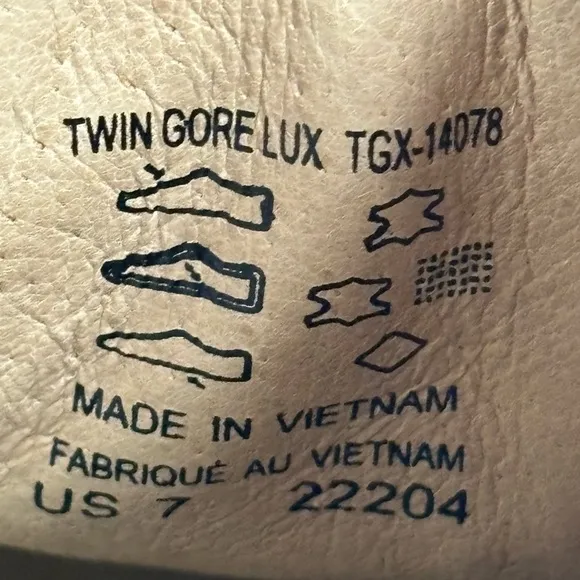 TWIN GORE LUX TGX-14078
MADE IN VIETNAM
FABRIQUÉ AU VIETNAM
US 7 22204